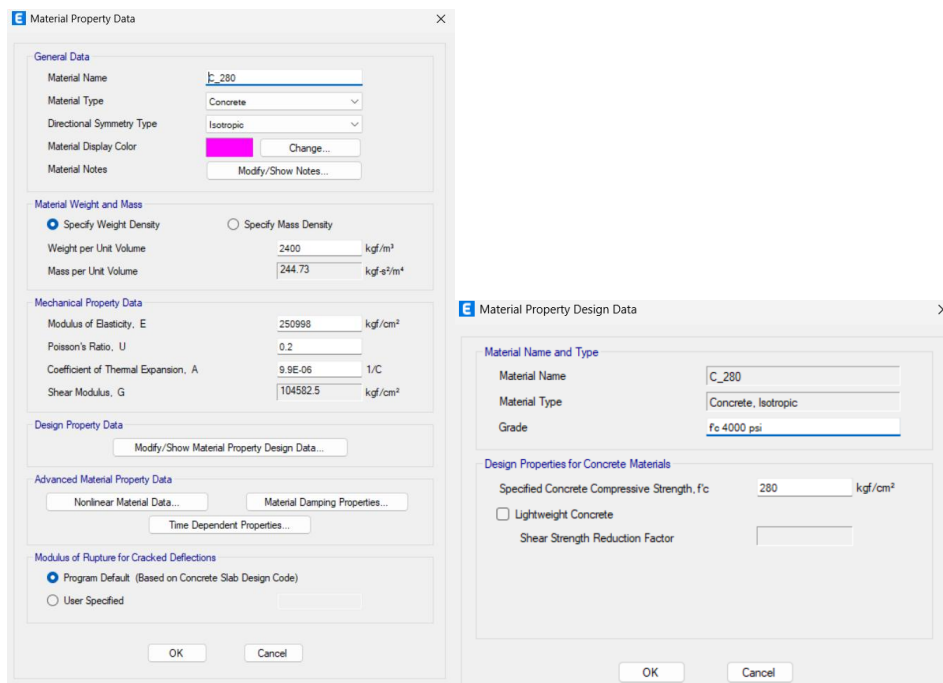 E Material Property Data
General Data
Material Name C_280
Material Type Concrete
Directional Symmetry Type Isotropic
Material Display Color Change...
Material Notes Modify/Show Notes...
Material Weight and Mass
Specify Weight Density Specify Mass Density
Weight per Unit Volume 2400 kgf/m³
Mass per Unit Volume 244.73 kgf-s²/m⁴
Mechanical Property Data
Modulus of Elasticity, E 250998 kgf/cm²
Poisson's Ratio, U 0.2
Coefficient of Thermal Expansion, A 9.9E-06 1/C
Shear Modulus, G 104582.5 kgf/cm²
Design Property Data
Modify/Show Material Property Design Data...
Advanced Material Property Data
Nonlinear Material Data... Material Damping Properties...
Time Dependent Properties...
Modulus of Rupture for Cracked Deflections
Program Default (Based on Concrete Slab Design Code)
User Specified
OK Cancel
E Material Property Design Data
Material Name and Type
Material Name C_280
Material Type Concrete, Isotropic
Grade f'c 4000 psi
Design Properties for Concrete Materials
Specified Concrete Compressive Strength, f'c 280 kgf/cm²
Lightweight Concrete
Shear Strength Reduction Factor
OK Cancel